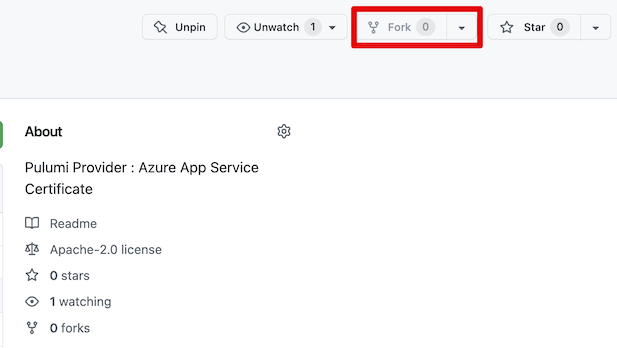 Unpin Unwatch 1 Fork 0 Star 0
About
Pulumi Provider : Azure App Service
Certificate
Readme
Apache-2.0 license
0 stars
1 watching
0 forks